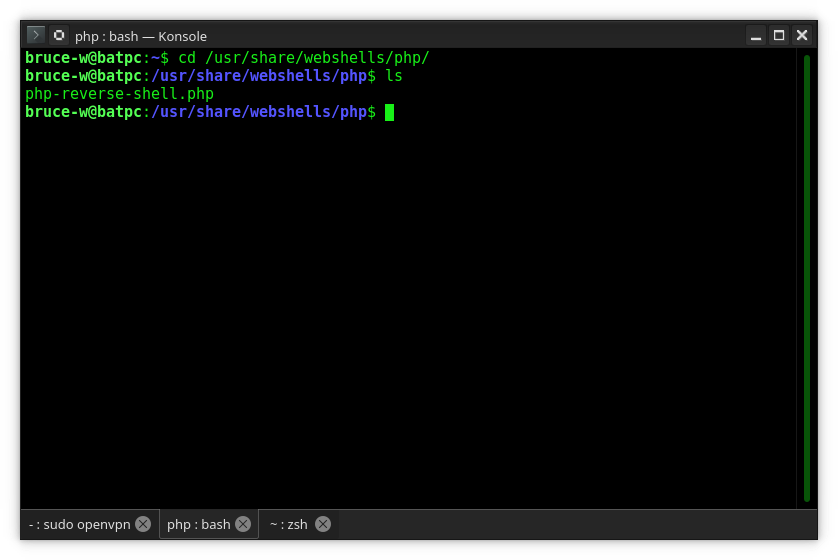 php : bash — Konsole
bruce-w@batpc:~$ cd /usr/share/webshells/php/
bruce-w@batpc:/usr/share/webshells/php$ ls
php-reverse-shell.php
bruce-w@batpc:/usr/share/webshells/php$
- : sudo openvpn php : bash ~ : zsh